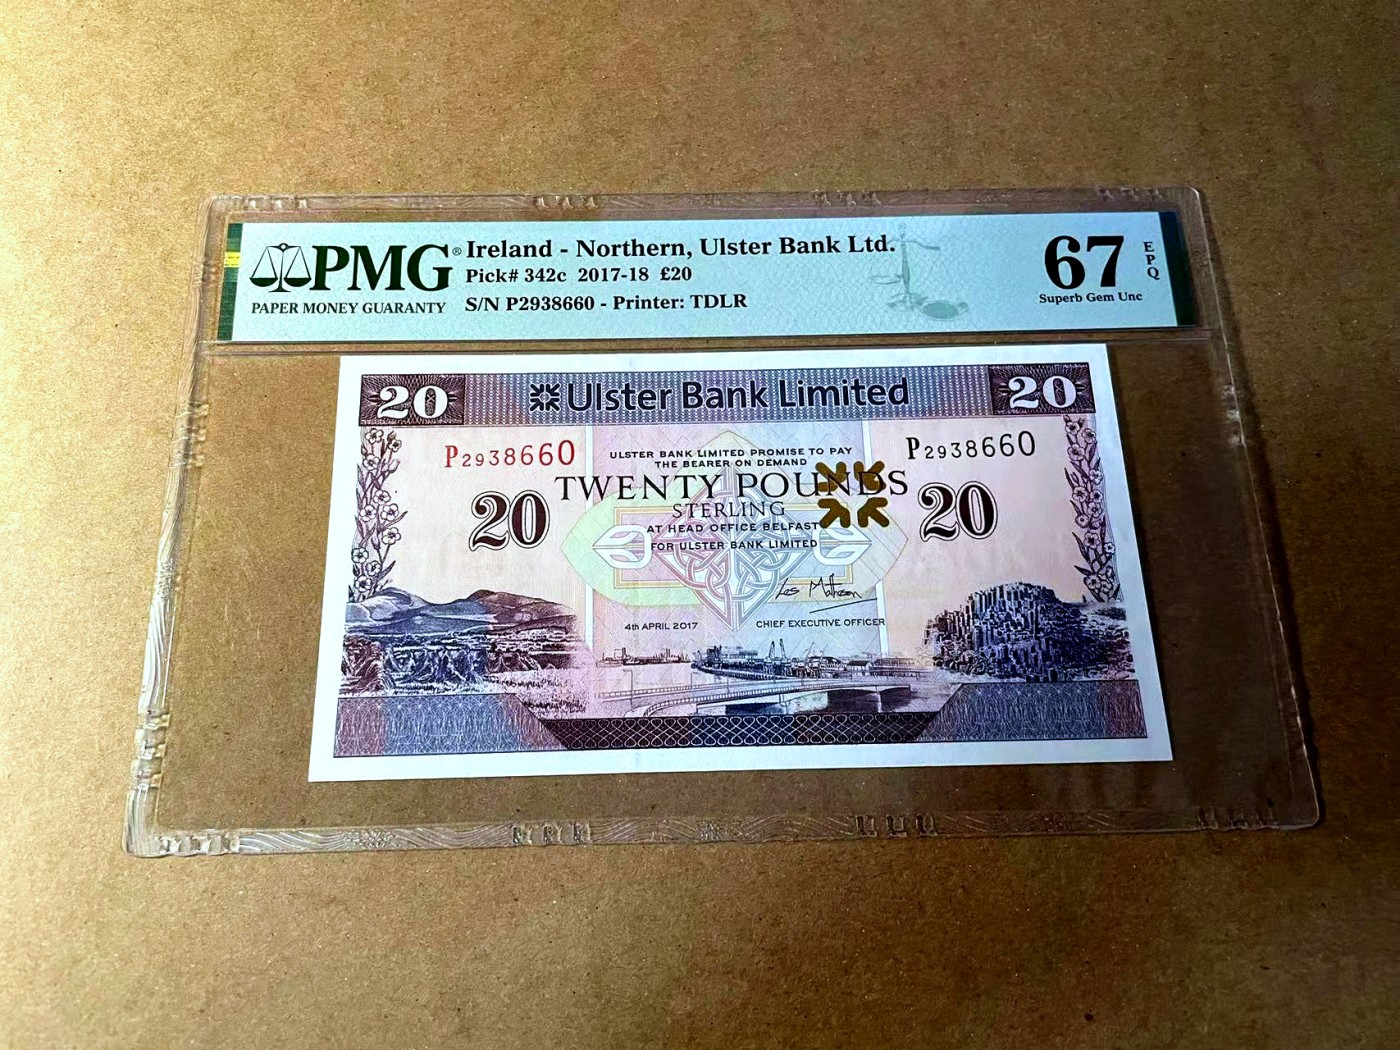 PMG®
PAPER MONEY GUARANTY
Ireland - Northern, Ulster Bank Ltd.
Pick# 342c 2017-18 £20
S/N P2938660 - Printer: TDLR
67
EPQ
Superb Gem Unc
20
Ulster Bank Limited
20
P2938660
P2938660
ULSTER BANK LIMITED PROMISE TO PAY
THE BEARER ON DEMAND
TWENTY POUNDS
STERLING
20
20
AT HEAD OFFICE BELFAST
FOR ULSTER BANK LIMITED
Les Matheson
4th APRIL 2017
CHIEF EXECUTIVE OFFICER